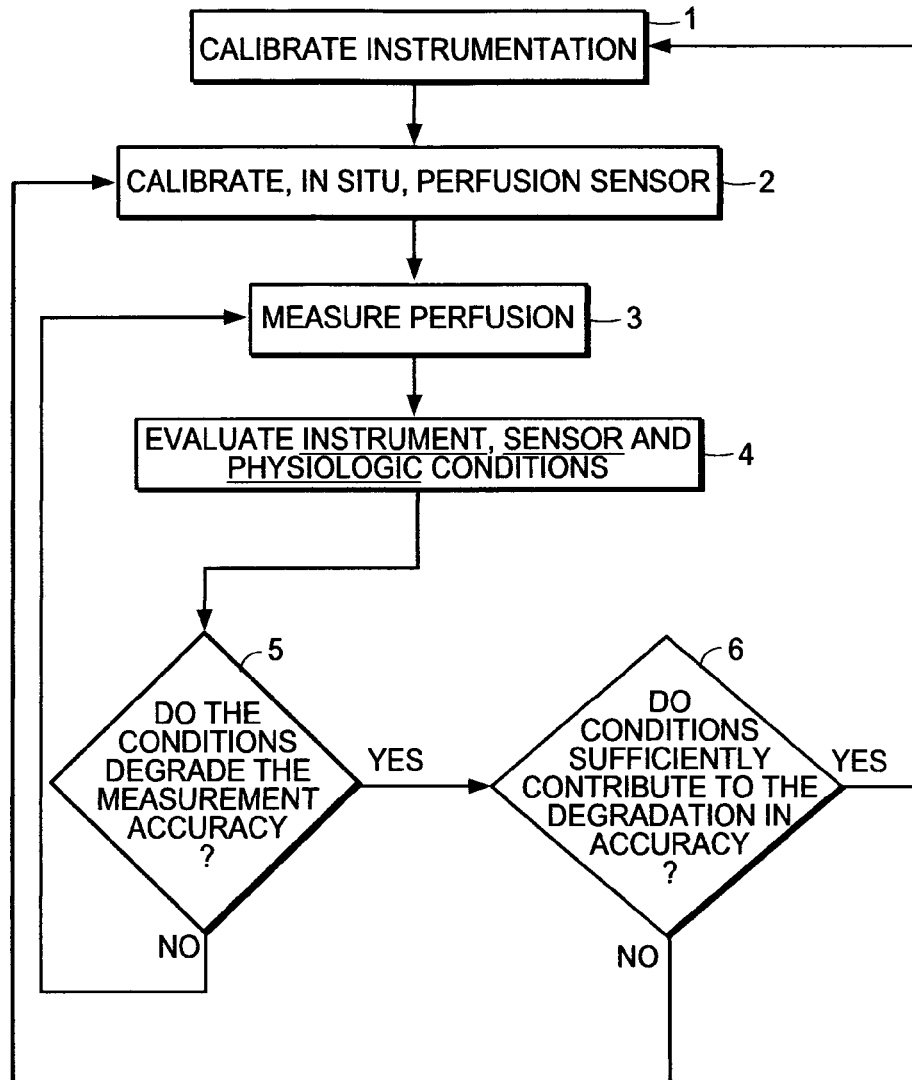 1
CALIBRATE INSTRUMENTATION
CALIBRATE, IN SITU, PERFUSION SENSOR
2
MEASURE PERFUSION
3
EVALUATE INSTRUMENT, SENSOR AND
PHYSIOLOGIC CONDITIONS
4
5
DO THE
CONDITIONS
DEGRADE THE
MEASUREMENT
ACCURACY
?
YES
NO
6
DO
CONDITIONS
SUFFICIENTLY
CONTRIBUTE TO THE
DEGRADATION IN
ACCURACY
?
YES
NO